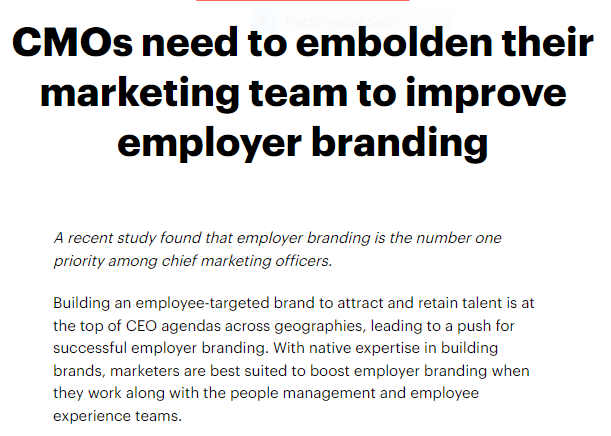 Rectangular Snip
CMOs need to embolden their
marketing team to improve
employer branding
A recent study found that employer branding is the number one
priority among chief marketing officers.
Building an employee-targeted brand to attract and retain talent is at
the top of CEO agendas across geographies, leading to a push for
successful employer branding. With native expertise in building
brands, marketers are best suited to boost employer branding when
they work along with the people management and employee
experience teams.